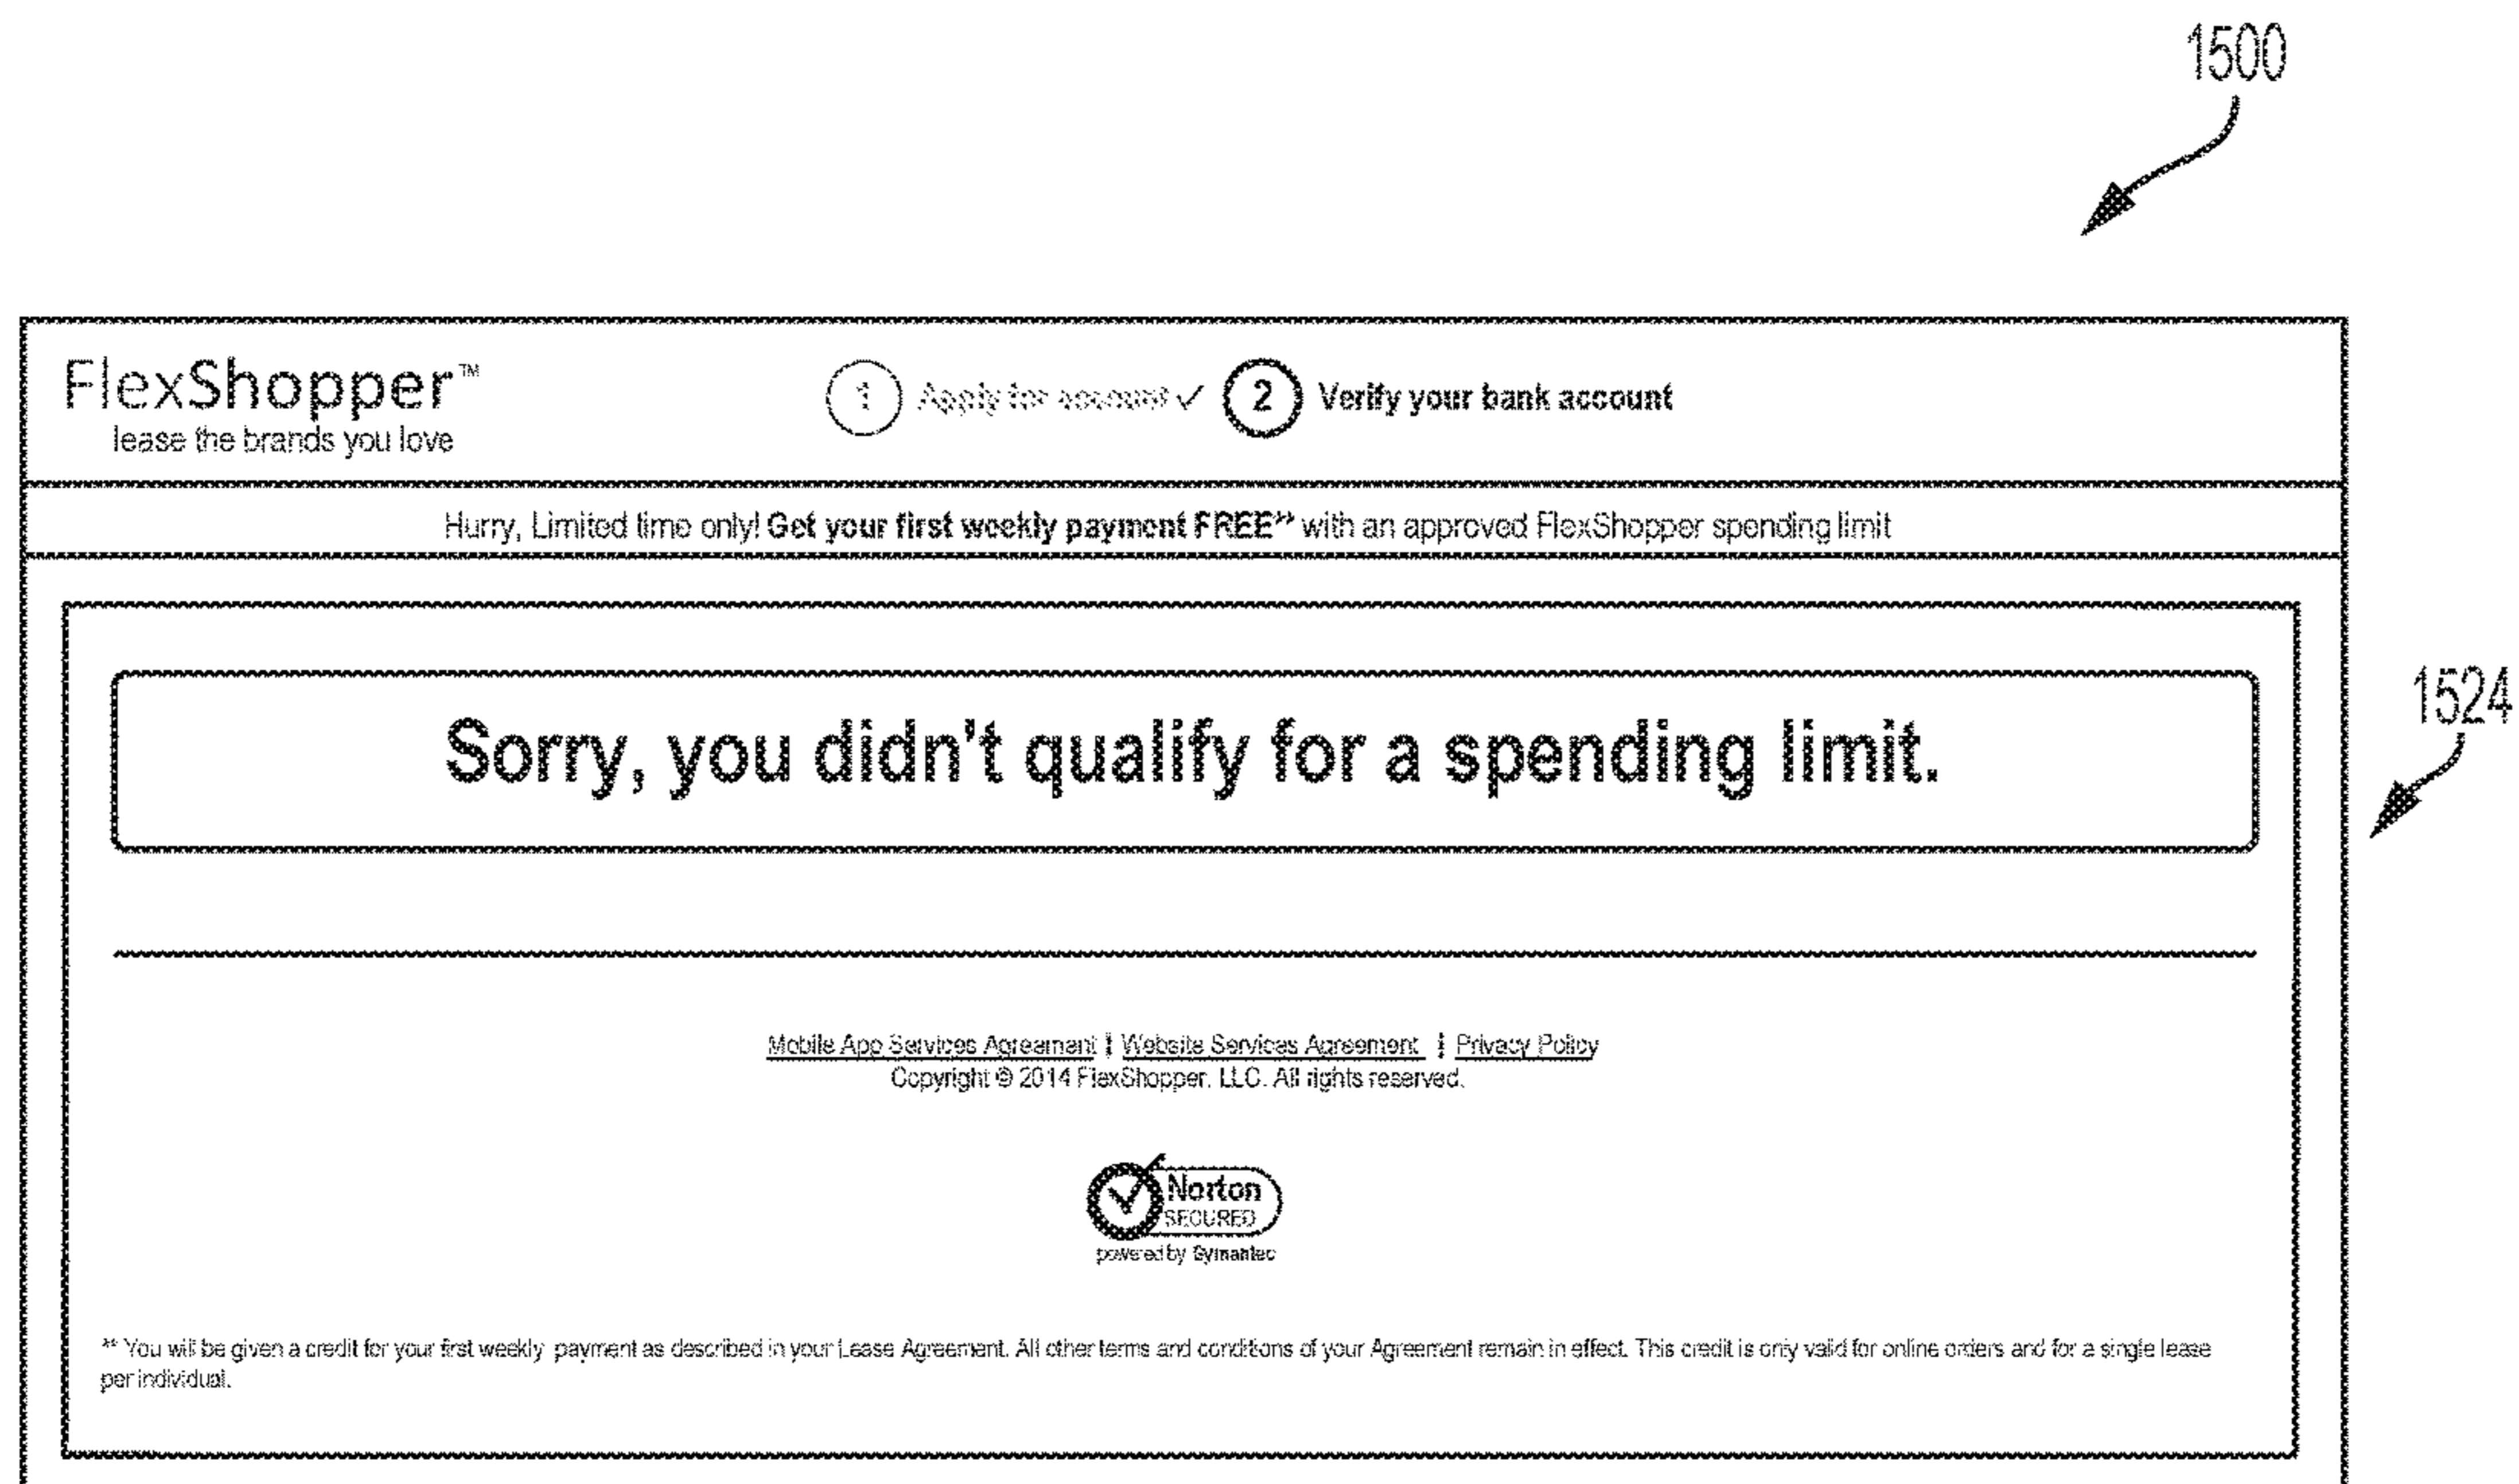 1500
FlexShopper™
lease the brands you love
1 Apply for account ✓ 2 Verify your bank account
Hurry, Limited time only! Get your first weekly payment FREE** with an approved FlexShopper spending limit
Sorry, you didn't qualify for a spending limit.
1524
Mobile App Services Agreement | Website Services Agreement | Privacy Policy
Copyright © 2014 FlexShopper, LLC. All rights reserved.
Norton
SECURED
powered by Symantec
** You will be given a credit for your first weekly payment as described in your Lease Agreement. All other terms and conditions of your Agreement remain in effect. This credit is only valid for online orders and for a single lease
per individual.